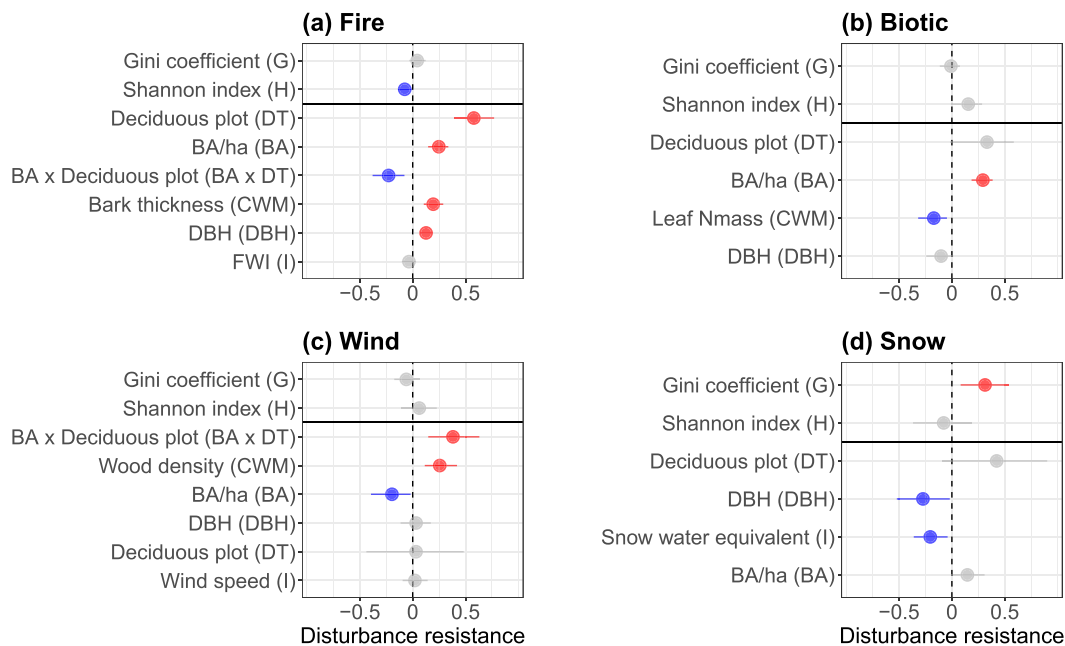 (a) Fire
Gini coefficient (G)
Shannon index (H)
Deciduous plot (DT)
BA/ha (BA)
BA x Deciduous plot (BA x DT)
Bark thickness (CWM)
DBH (DBH)
FWI (I)
−0.5 0 0.5
(b) Biotic
Gini coefficient (G)
Shannon index (H)
Deciduous plot (DT)
BA/ha (BA)
Leaf Nmass (CWM)
DBH (DBH)
−0.5 0 0.5
(c) Wind
Gini coefficient (G)
Shannon index (H)
BA x Deciduous plot (BA x DT)
Wood density (CWM)
BA/ha (BA)
DBH (DBH)
Deciduous plot (DT)
Wind speed (I)
−0.5 0 0.5
Disturbance resistance
(d) Snow
Gini coefficient (G)
Shannon index (H)
Deciduous plot (DT)
DBH (DBH)
Snow water equivalent (I)
BA/ha (BA)
−0.5 0 0.5
Disturbance resistance